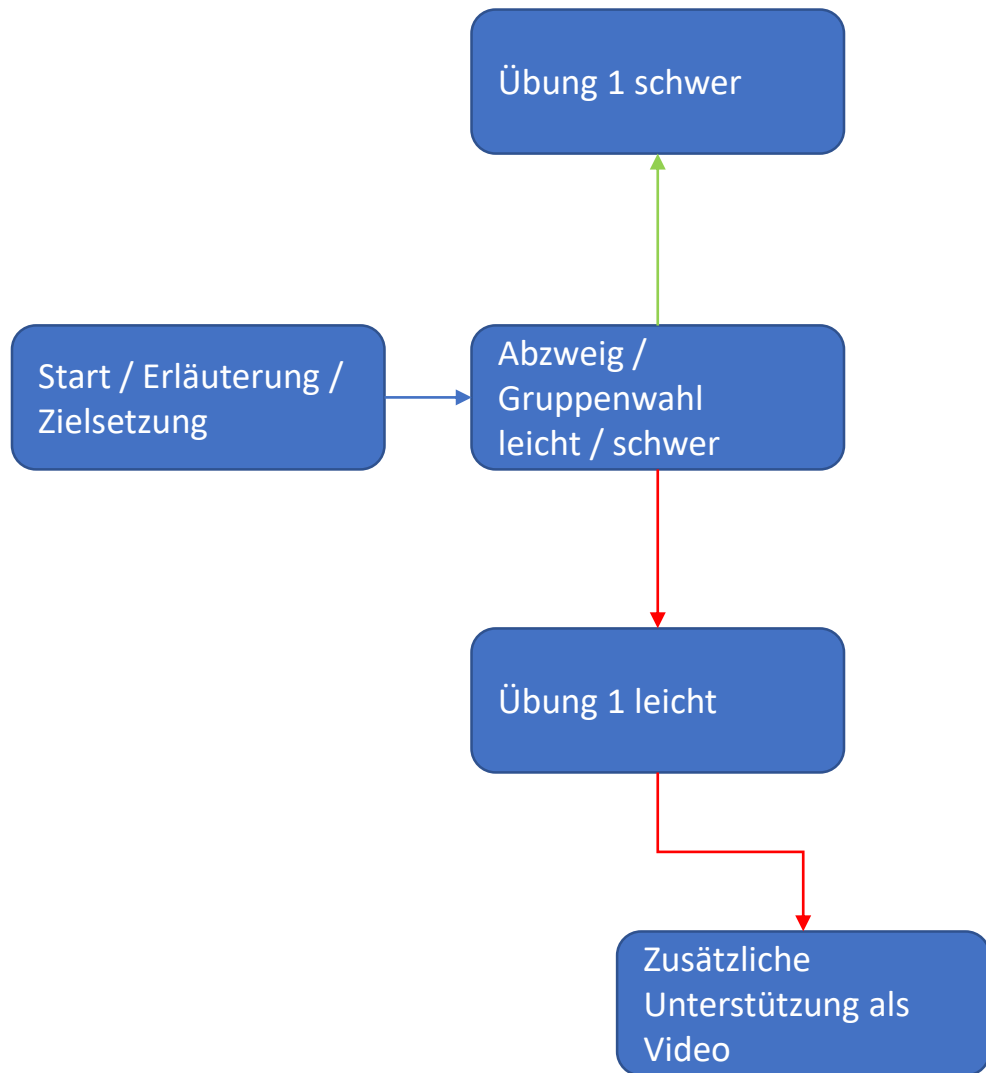 Übung 1 schwer
Start / Erläuterung /
Zielsetzung
Abzweig /
Gruppenwahl
leicht / schwer
Übung 1 leicht
Zusätzliche
Unterstützung als
Video